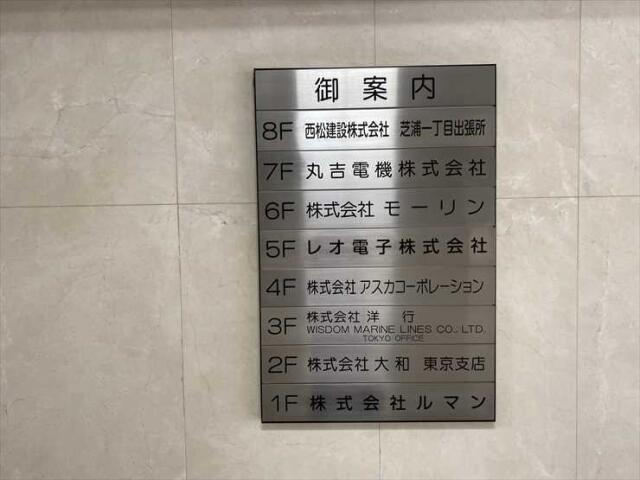 御案内
8F 西松建設株式会社 芝浦一丁目出張所
7F 丸吉電機株式会社
6F 株式会社 モーリン
5F レオ電子株式会社
4F 株式会社 アスカコーポレーション
3F 株式会社 洋 行
WISDOM MARINE LINES CO., LTD.
TOKYO OFFICE
2F 株式会社 大和 東京支店
1F 株式会社ルマン